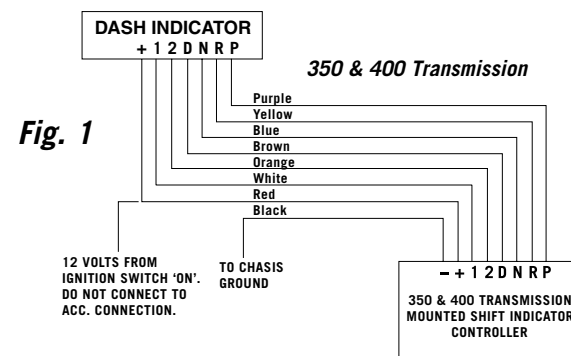 DASH INDICATOR
+ 1 2 D N R P
350 & 400 Transmission
Fig. 1
Purple
Yellow
Blue
Brown
Orange
White
Red
Black
12 VOLTS FROM
IGNITION SWITCH 'ON'.
DO NOT CONNECT TO
ACC. CONNECTION.
TO CHASIS
GROUND
– + 1 2 D N R P
350 & 400 TRANSMISSION
MOUNTED SHIFT INDICATOR
CONTROLLER